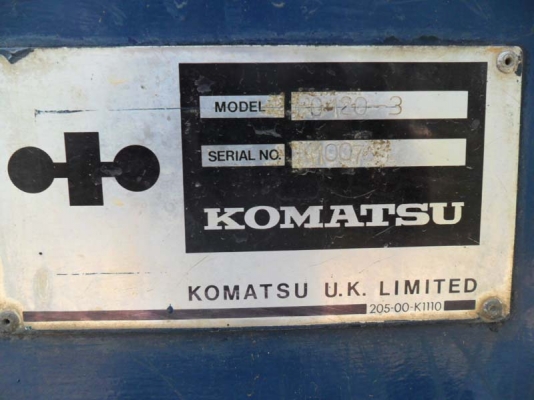 MODEL
SERIAL NO.
KOMATSU
KOMATSU U.K. LIMITED
205-00-K1110